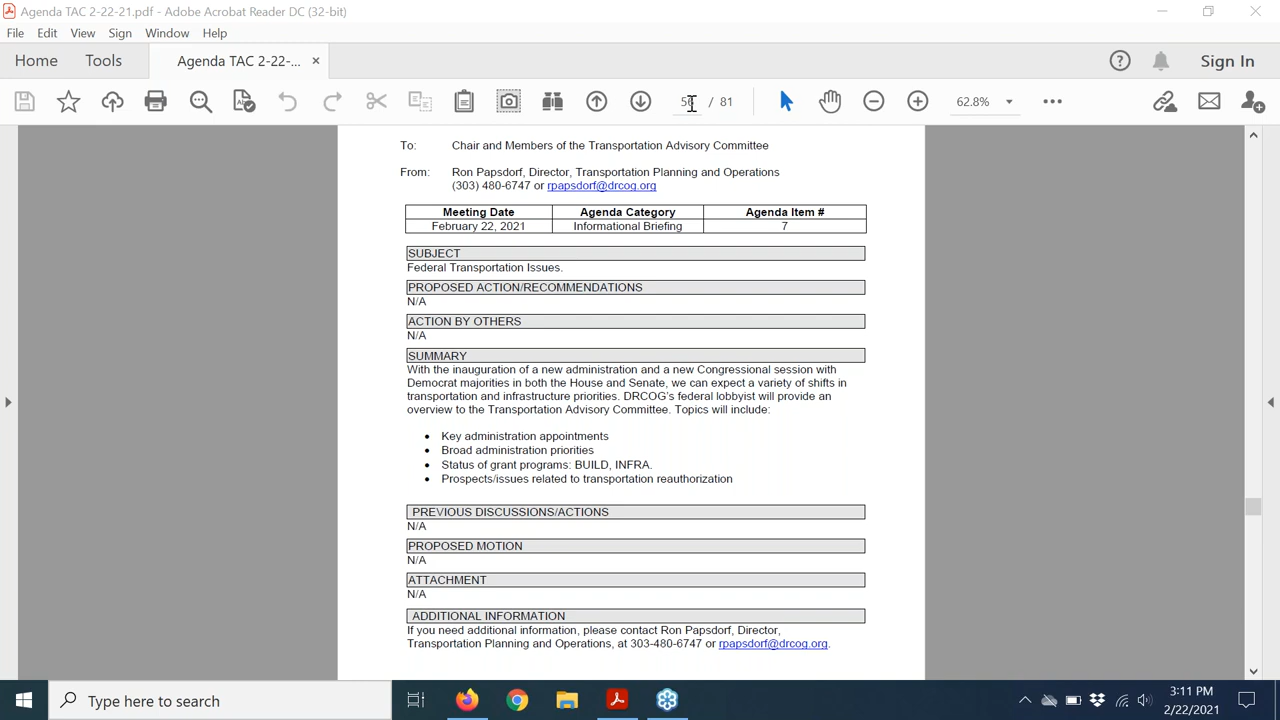 Agenda TAC 2-22-21.pdf - Adobe Acrobat Reader DC (32-bit)
File Edit View Sign Window Help
Home Tools Agenda TAC 2-22-... × Sign In
/ 81 62.8%
To: Chair and Members of the Transportation Advisory Committee
From: Ron Papsdorf, Director, Transportation Planning and Operations
(303) 480-6747 or rpapsdorf@drcog.org
Meeting Date Agenda Category Agenda Item #
February 22, 2021 Informational Briefing 7
SUBJECT
Federal Transportation Issues.
PROPOSED ACTION/RECOMMENDATIONS
N/A
ACTION BY OTHERS
N/A
SUMMARY
With the inauguration of a new administration and a new Congressional session with
Democrat majorities in both the House and Senate, we can expect a variety of shifts in
transportation and infrastructure priorities. DRCOG's federal lobbyist will provide an
overview to the Transportation Advisory Committee. Topics will include:
• Key administration appointments
• Broad administration priorities
• Status of grant programs: BUILD, INFRA.
• Prospects/issues related to transportation reauthorization
PREVIOUS DISCUSSIONS/ACTIONS
N/A
PROPOSED MOTION
N/A
ATTACHMENT
N/A
ADDITIONAL INFORMATION
If you need additional information, please contact Ron Papsdorf, Director,
Transportation Planning and Operations, at 303-480-6747 or rpapsdorf@drcog.org.
Type here to search
3:11 PM
2/22/2021